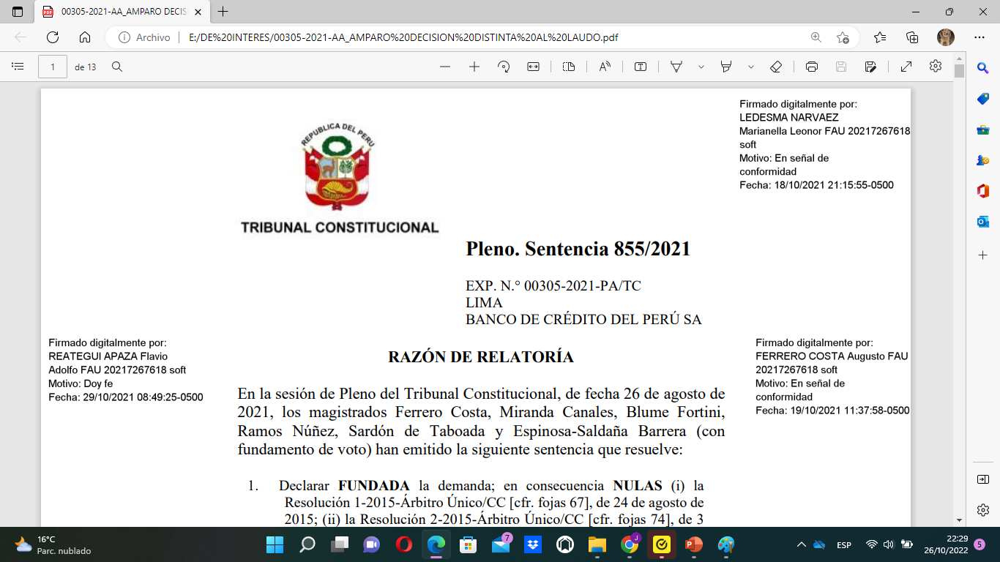 00305-2021-AA_AMPARO DECIS
Archivo
E:/DE%20INTERES/00305-2021-AA_AMPARO%20DECISION%20DISTINTA%20AL%20LAUDO.pdf
1 de 13
Firmado digitalmente por:
LEDESMA NARVAEZ
Marianella Leonor FAU 20217267618
soft
Motivo: En señal de
conformidad
Fecha: 18/10/2021 21:15:55-0500
REPUBLICA DEL PERU
TRIBUNAL CONSTITUCIONAL
Pleno. Sentencia 855/2021
EXP. N.° 00305-2021-PA/TC
LIMA
BANCO DE CRÉDITO DEL PERÚ SA
Firmado digitalmente por:
REATEGUI APAZA Flavio
Adolfo FAU 20217267618 soft
Motivo: Doy fe
Fecha: 29/10/2021 08:49:25-0500
Firmado digitalmente por:
FERRERO COSTA Augusto FAU
20217267618 soft
Motivo: En señal de
conformidad
Fecha: 19/10/2021 11:37:58-0500
RAZÓN DE RELATORÍA
En la sesión de Pleno del Tribunal Constitucional, de fecha 26 de agosto de
2021, los magistrados Ferrero Costa, Miranda Canales, Blume Fortini,
Ramos Núñez, Sardón de Taboada y Espinosa-Saldaña Barrera (con
fundamento de voto) han emitido la siguiente sentencia que resuelve:
1. Declarar FUNDADA la demanda; en consecuencia NULAS (i) la
Resolución 1-2015-Árbitro Único/CC [cfr. fojas 67], de 24 de agosto de
2015; (ii) la Resolución 2-2015-Árbitro Único/CC [cfr. fojas 74], de 3
16°C
Parc. nublado
7
J
ESP
22:29
26/10/2022
5